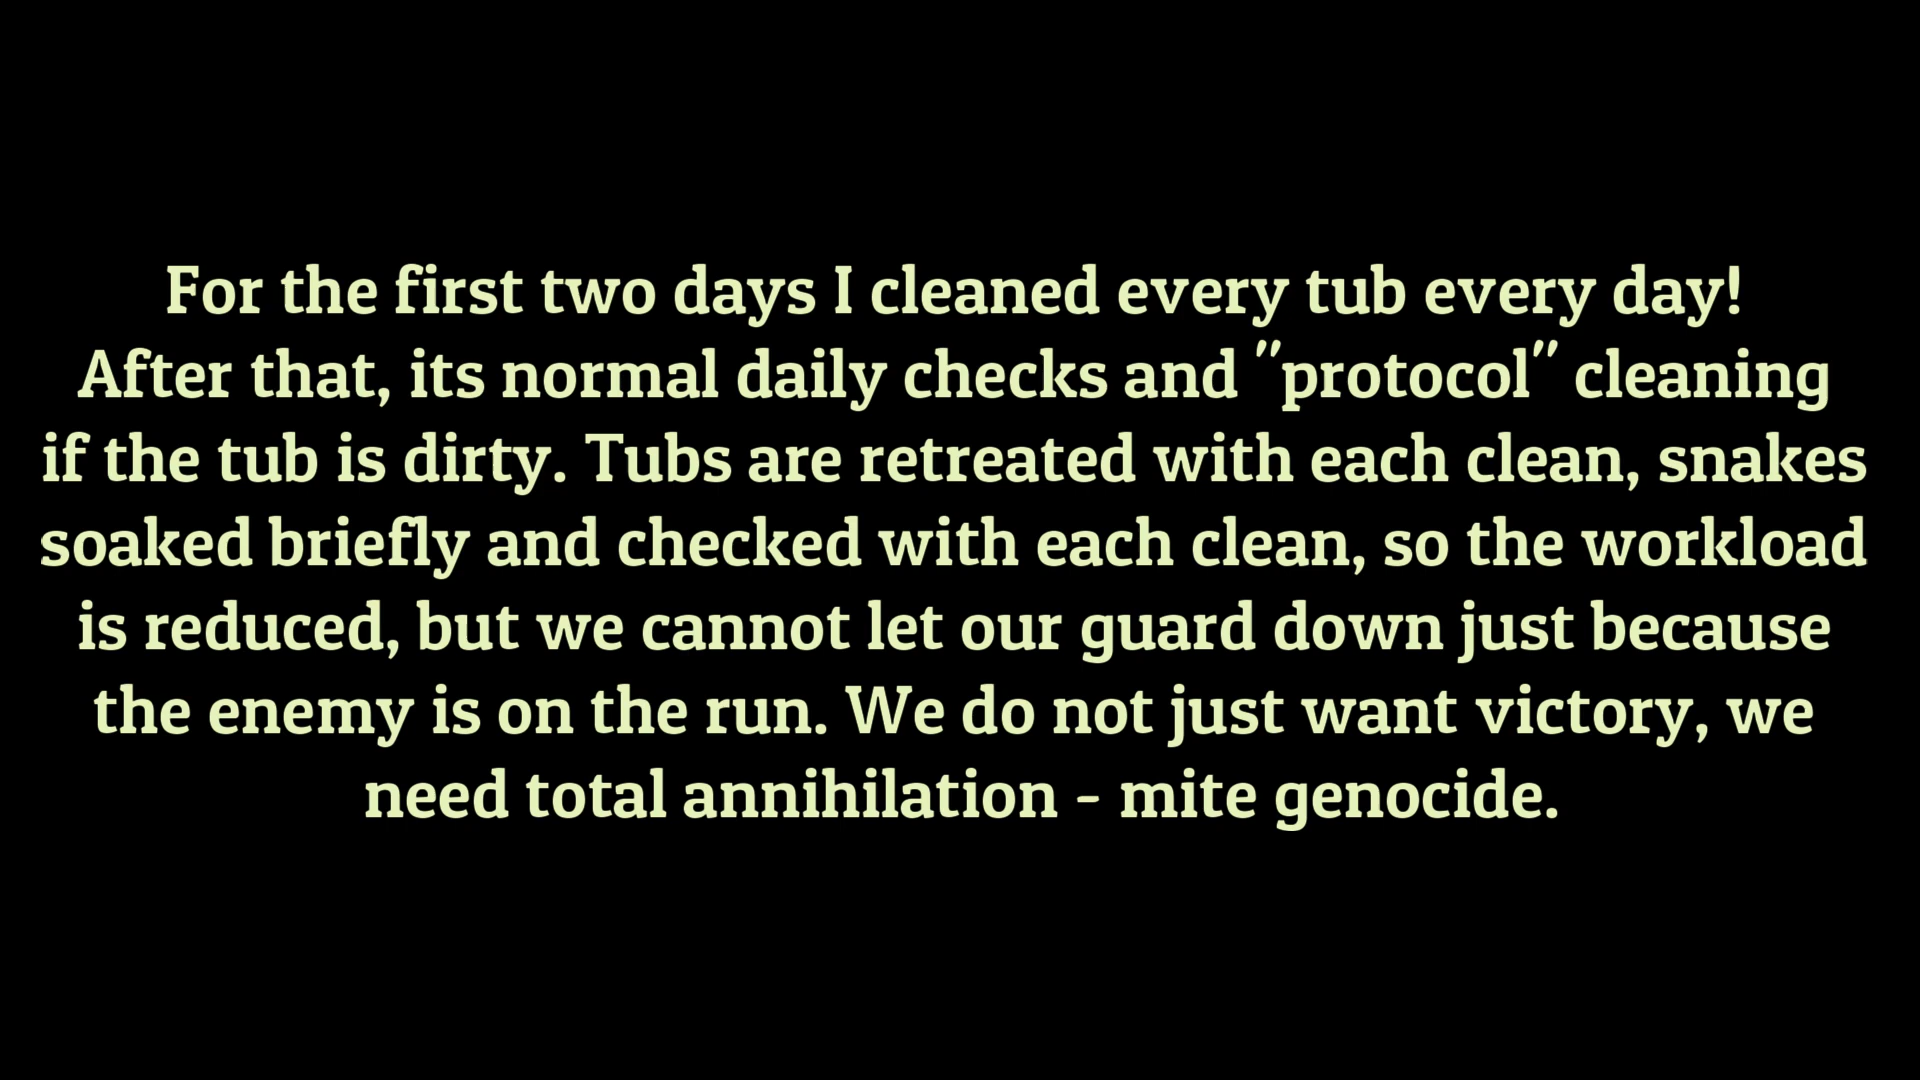 For the first two days I cleaned every tub every day!
After that, its normal daily checks and "protocol" cleaning
if the tub is dirty. Tubs are retreated with each clean, snakes
soaked briefly and checked with each clean, so the workload
is reduced, but we cannot let our guard down just because
the enemy is on the run. We do not just want victory, we
need total annihilation - mite genocide.